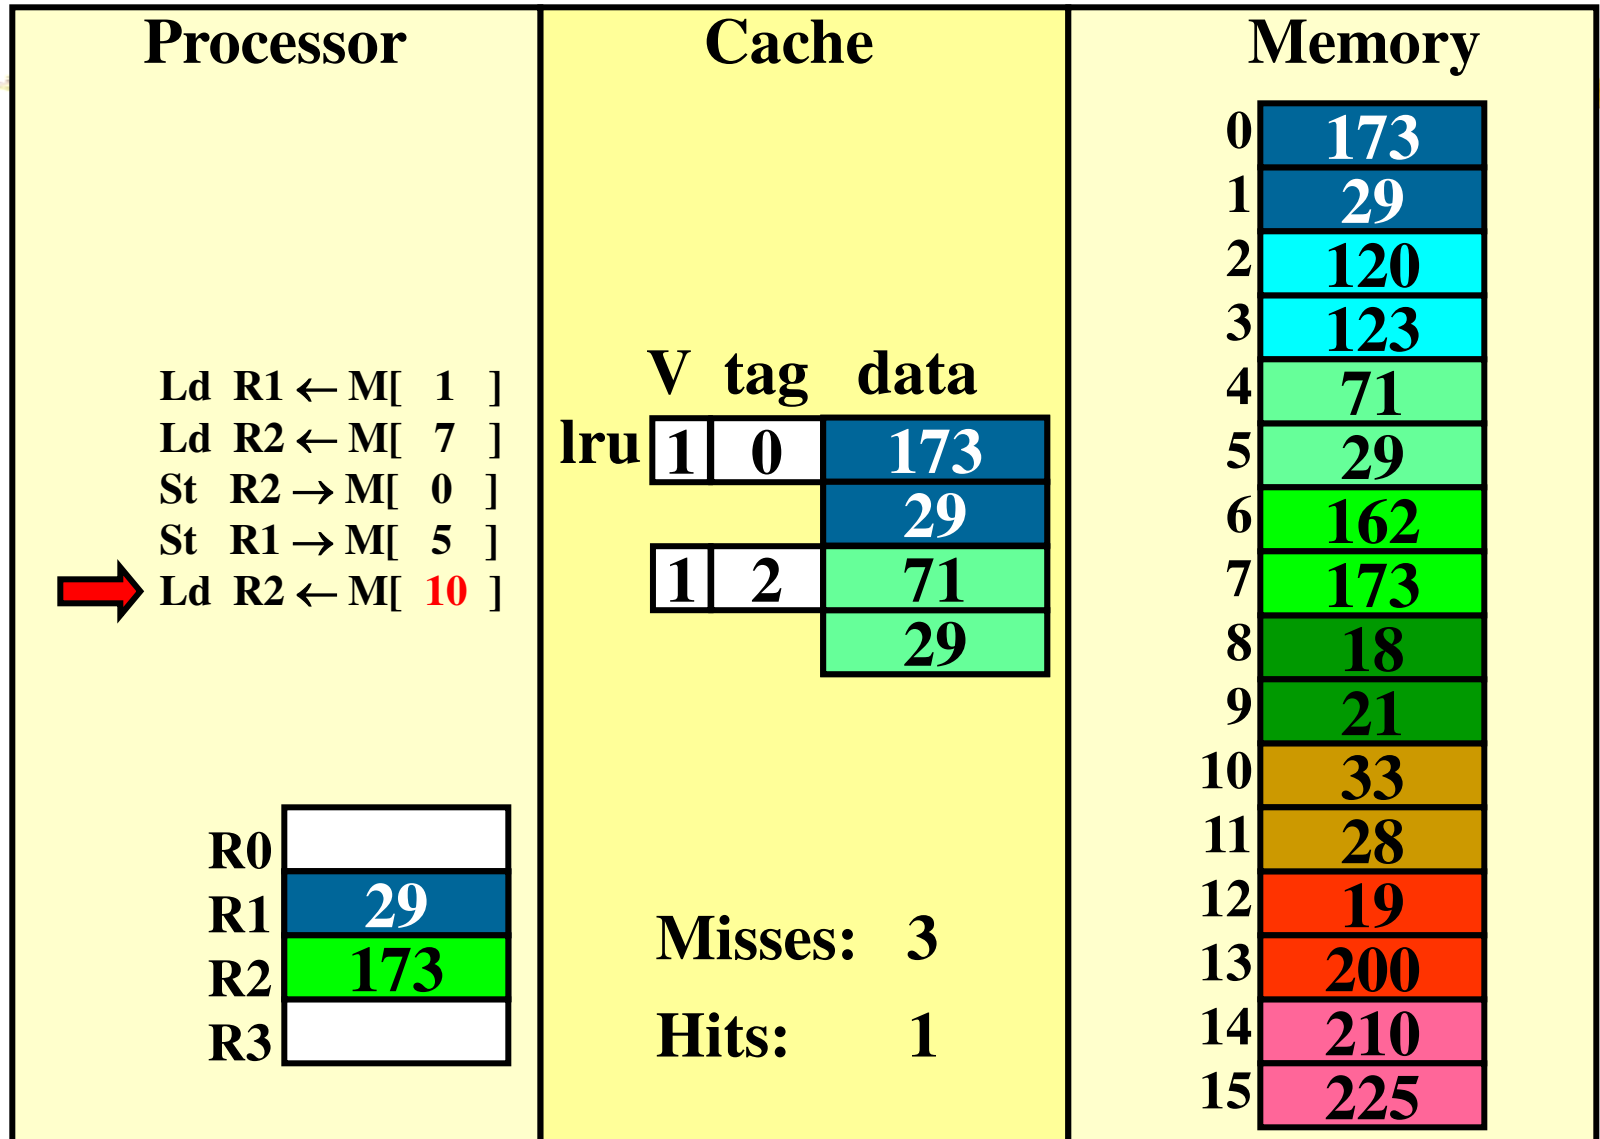 Processor
Ld R1 ← M[ 1 ]
Ld R2 ← M[ 7 ]
St R2 → M[ 0 ]
St R1 → M[ 5 ]
Ld R2 ← M[ 10 ]
R0
R1 29
R2 173
R3
Cache
V tag data
lru 1 0 173
29
1 2 71
29
Misses: 3
Hits: 1
Memory
0 173
1 29
2 120
3 123
4 71
5 29
6 162
7 173
8 18
9 21
10 33
11 28
12 19
13 200
14 210
15 225